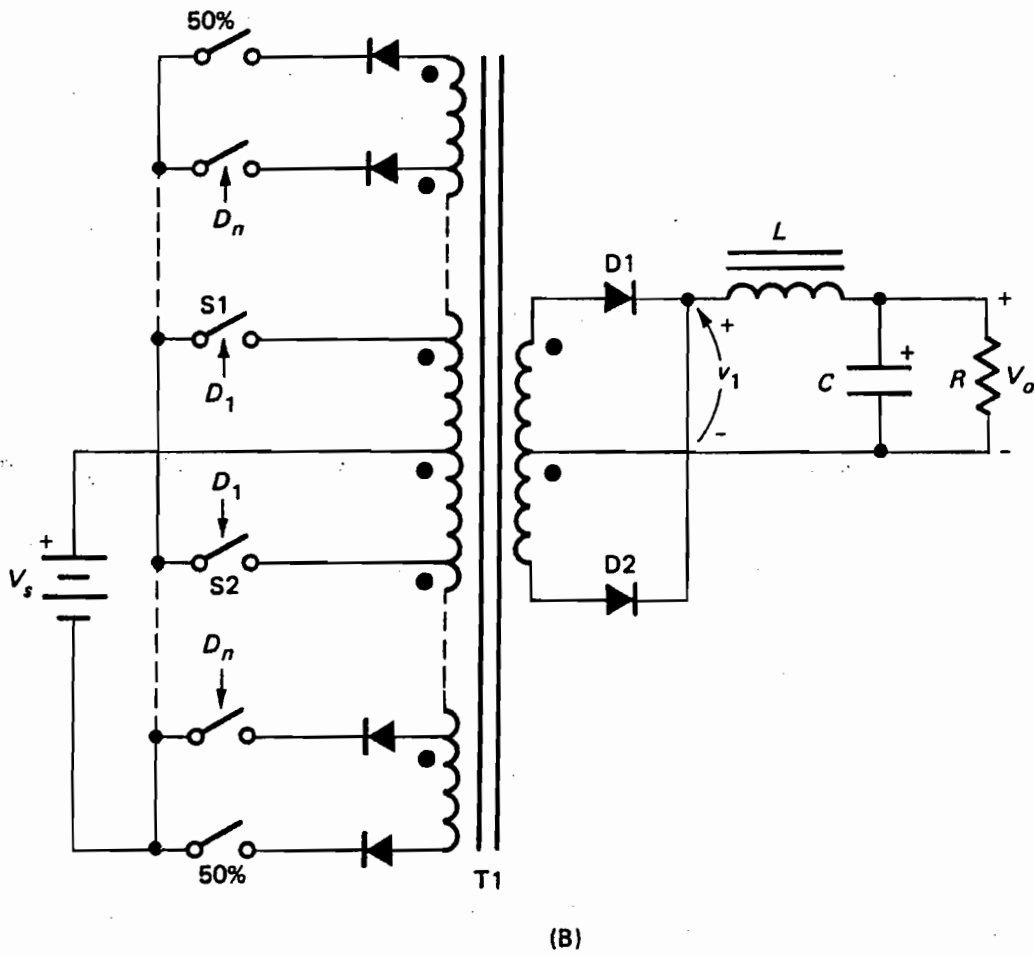 50%
D_n
S1
D_1
D_1
S2
V_s
+
D_n
50%
T1
D1
D2
L
+
v_1
-
C
+
R
+
V_o
-
(B)